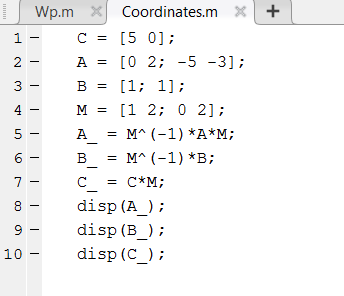 Wp.m × Coordinates.m × +
1 – C = [5 0];
2 – A = [0 2; -5 -3];
3 – B = [1; 1];
4 – M = [1 2; 0 2];
5 – A_ = M^(-1)*A*M;
6 – B_ = M^(-1)*B;
7 – C_ = C*M;
8 – disp(A_);
9 – disp(B_);
10 – disp(C_);